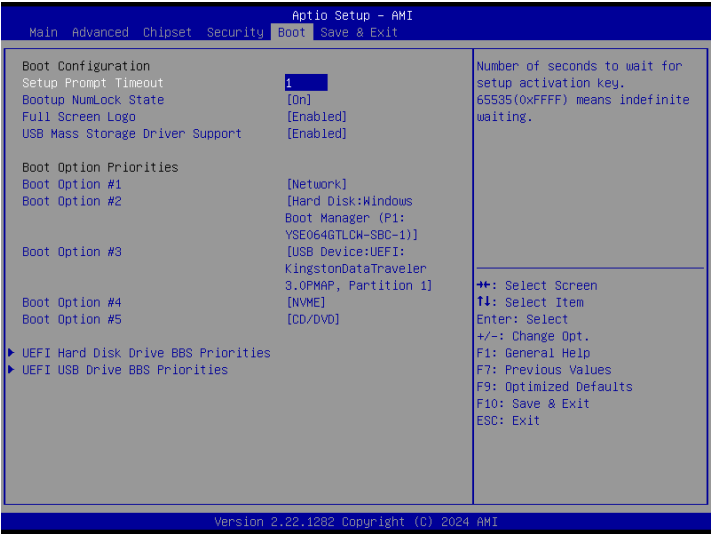 Aptio Setup – AMI
Main Advanced Chipset Security Boot Save & Exit
Boot Configuration
Setup Prompt Timeout 1
Bootup NumLock State [On]
Full Screen Logo [Enabled]
USB Mass Storage Driver Support [Enabled]
Boot Option Priorities
Boot Option #1 [Network]
Boot Option #2 [Hard Disk:Windows
Boot Manager (P1:
YSE064GTLCW-SBC-1)]
Boot Option #3 [USB Device:UEFI:
KingstonDataTraveler
3.0PMAP, Partition 1]
Boot Option #4 [NVME]
Boot Option #5 [CD/DVD]
UEFI Hard Disk Drive BBS Priorities
UEFI USB Drive BBS Priorities
Number of seconds to wait for
setup activation key.
65535(0xFFFF) means indefinite
waiting.
→←: Select Screen
↑↓: Select Item
Enter: Select
+/-: Change Opt.
F1: General Help
F7: Previous Values
F9: Optimized Defaults
F10: Save & Exit
ESC: Exit
Version 2.22.1282 Copyright (C) 2024 AMI